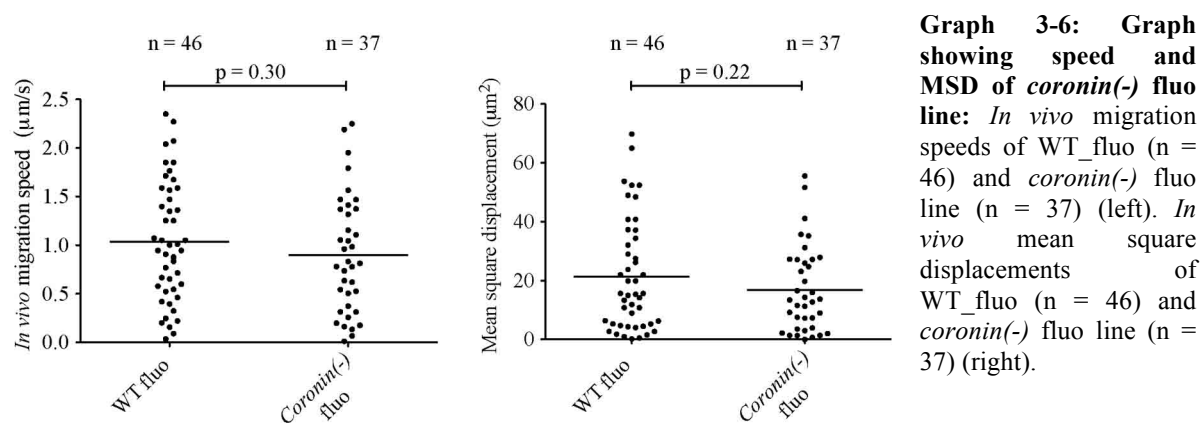 n = 46 n = 37
p = 0.30
In vivo migration speed (μm/s)
2.5
2.0
1.5
1.0
0.5
0.0
WT fluo
Coronin(-)
fluo
n = 46 n = 37
p = 0.22
Mean square displacement (μm²)
80
60
40
20
0
WT fluo
Coronin(-)
fluo
Graph 3-6: Graph
showing speed and
MSD of coronin(-) fluo
line: In vivo migration
speeds of WT_fluo (n =
46) and coronin(-) fluo
line (n = 37) (left). In
vivo mean square
displacements of
WT_fluo (n = 46) and
coronin(-) fluo line (n =
37) (right).